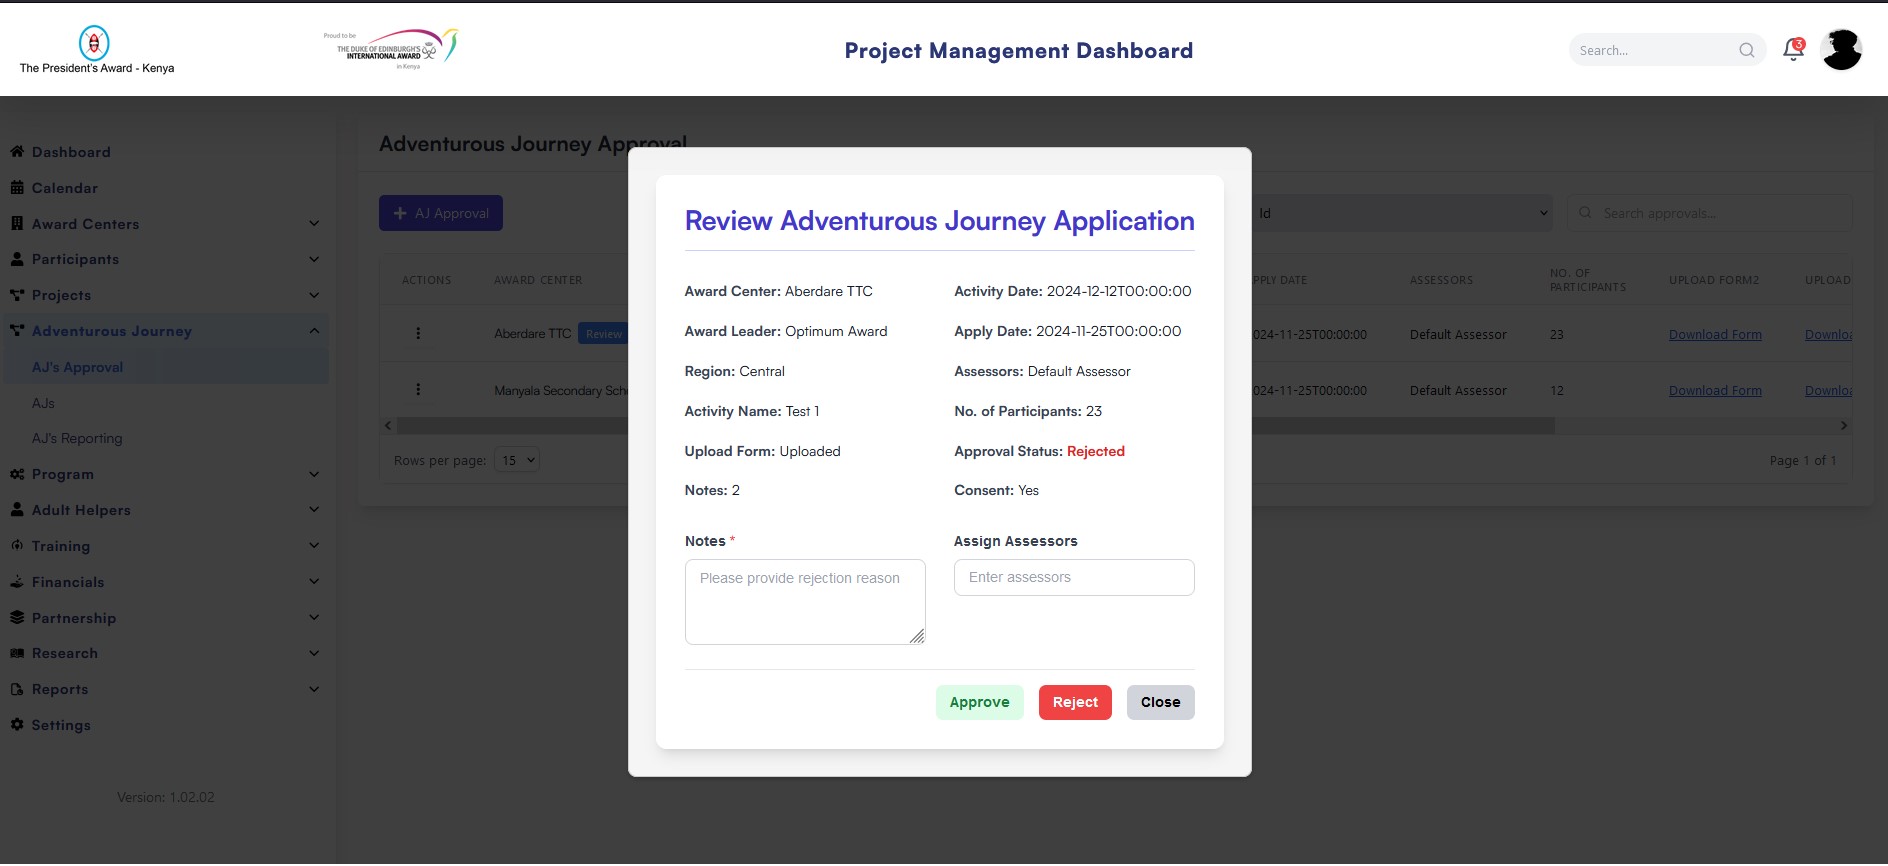 The President's Award - Kenya
Proud to be
THE DUKE OF EDINBURGH'S
INTERNATIONAL AWARD
in Kenya
Project Management Dashboard
Search...
3
Dashboard
Calendar
Award Centers
Participants
Projects
Adventurous Journey
AJ's Approval
AJs
AJ's Reporting
Program
Adult Helpers
Training
Financials
Partnership
Research
Reports
Settings
Version: 1.02.02
Adventurous Journey Approval
AJ Approval
Id
Search approvals...
ACTIONS
AWARD CENTER
PPLY DATE
ASSESSORS
NO. OF
PARTICIPANTS
UPLOAD FORM2
UPLOAD
Aberdare TTC
Review
024-11-25T00:00:00
Default Assessor
23
Download Form
Downloa
Manyala Secondary Scho
024-11-25T00:00:00
Default Assessor
12
Download Form
Downloa
Rows per page:
15
Page 1 of 1
Review Adventurous Journey Application
Award Center: Aberdare TTC
Activity Date: 2024-12-12T00:00:00
Award Leader: Optimum Award
Apply Date: 2024-11-25T00:00:00
Region: Central
Assessors: Default Assessor
Activity Name: Test 1
No. of Participants: 23
Upload Form: Uploaded
Approval Status: Rejected
Notes: 2
Consent: Yes
Notes *
Please provide rejection reason
Assign Assessors
Enter assessors
Approve
Reject
Close